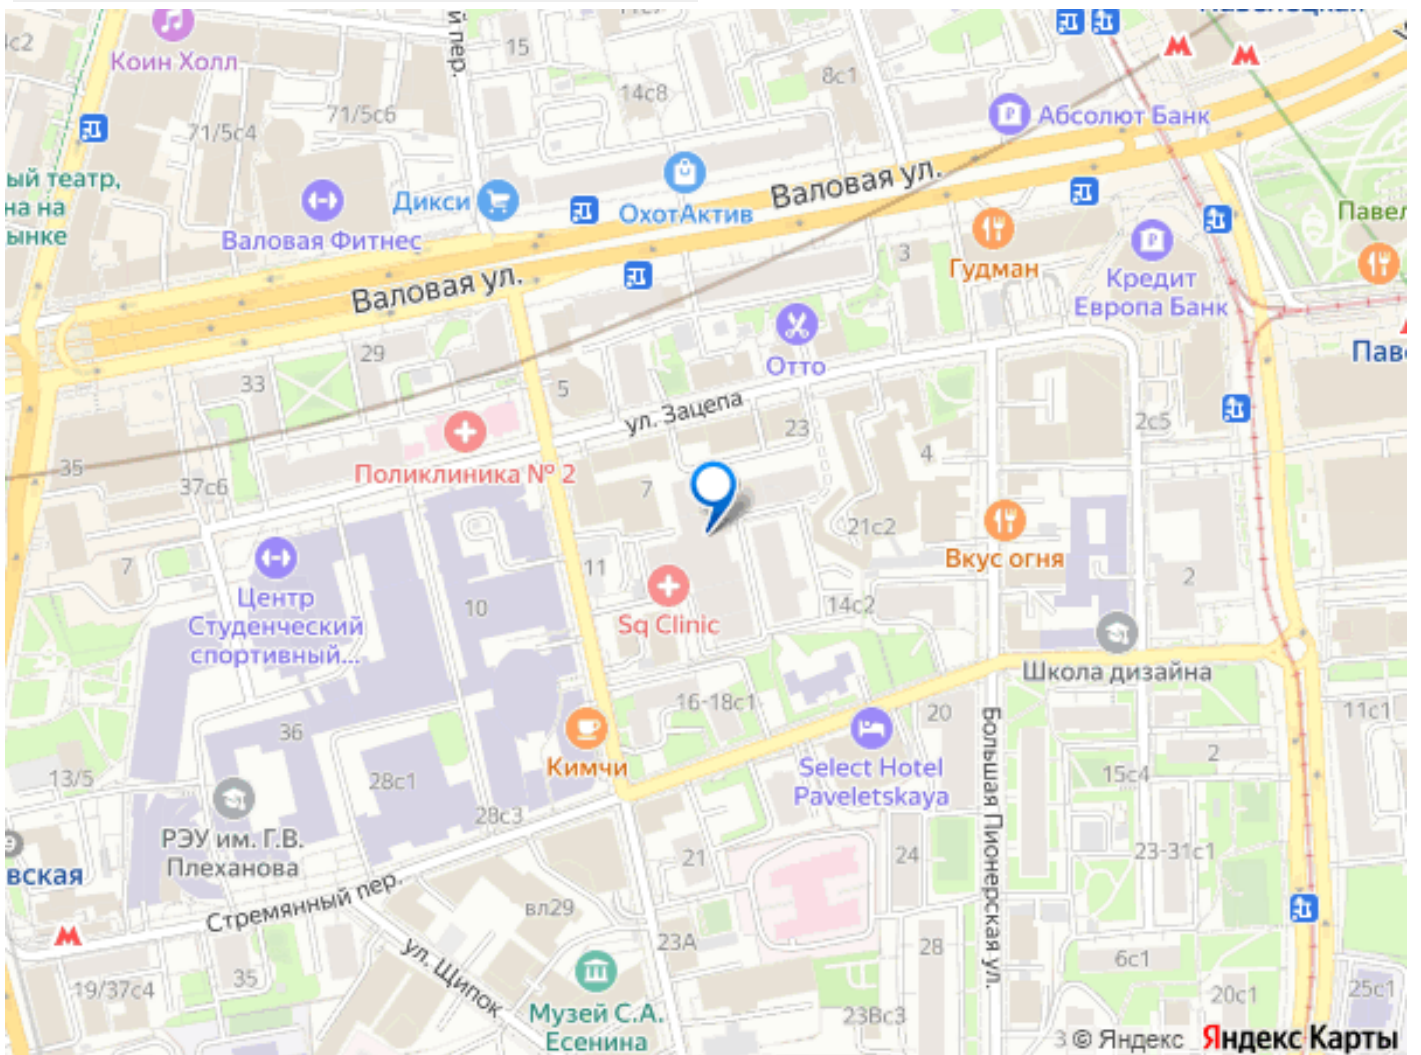 Коин Холл
15
14с8
8с1
71/5с4
71/5с6
Абсолют Банк
ый театр,
на на
ынке
Дикси
ОхотАктив
Валовая ул.
Валовая Фитнес
Валовая ул.
3
Гудман
Кредит
Европа Банк
Павел
Отто
29
33
5
ул. Зацепа
23
2с5
4
35
37с6
Поликлиника № 2
7
21с2
Вкус огня
7
11
10
2
Центр
Студенческий
спортивный...
Sq Clinic
14с2
Школа дизайна
16-18с1
20
11с1
36
Кимчи
Select Hotel
Paveletskaya
Большая Пионерская ул.
2
15с4
13/5
28с1
28с3
РЭУ им. Г.В.
Плеханова
вская
21
24
23-31с1
Стремянный пер.
вл29
23А
28
6с1
35
ул. Щипок
19/37с4
Музей С.А.
Есенина
23Вс3
20с1
25с1
3
© Яндекс
Яндекс Карты